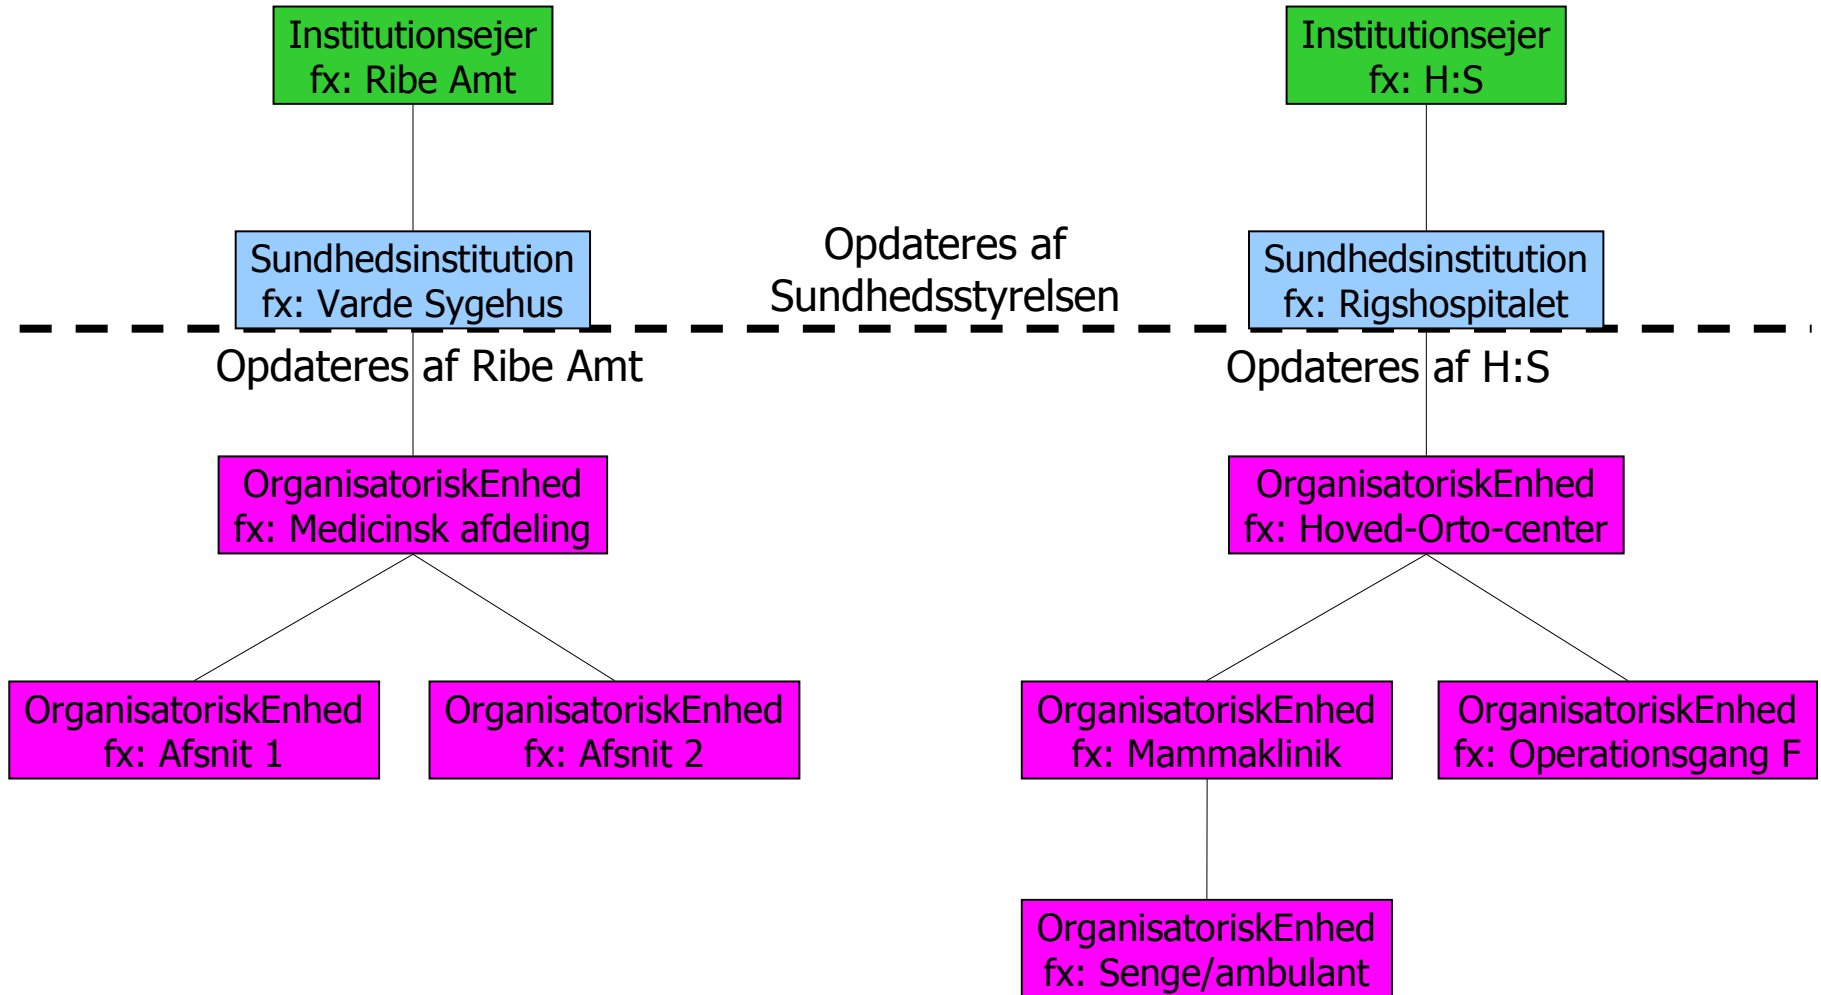 Institutionsejer
fx: Ribe Amt
Institutionsejer
fx: H:S
Sundhedsinstitution
fx: Varde Sygehus
Opdateres af
Sundhedsstyrelsen
Sundhedsinstitution
fx: Rigshospitalet
Opdateres af Ribe Amt
Opdateres af H:S
OrganisatoriskEnhed
fx: Medicinsk afdeling
OrganisatoriskEnhed
fx: Hoved-Orto-center
OrganisatoriskEnhed
fx: Afsnit 1
OrganisatoriskEnhed
fx: Afsnit 2
OrganisatoriskEnhed
fx: Mammaklinik
OrganisatoriskEnhed
fx: Operationsgang F
OrganisatoriskEnhed
fx: Senge/ambulant